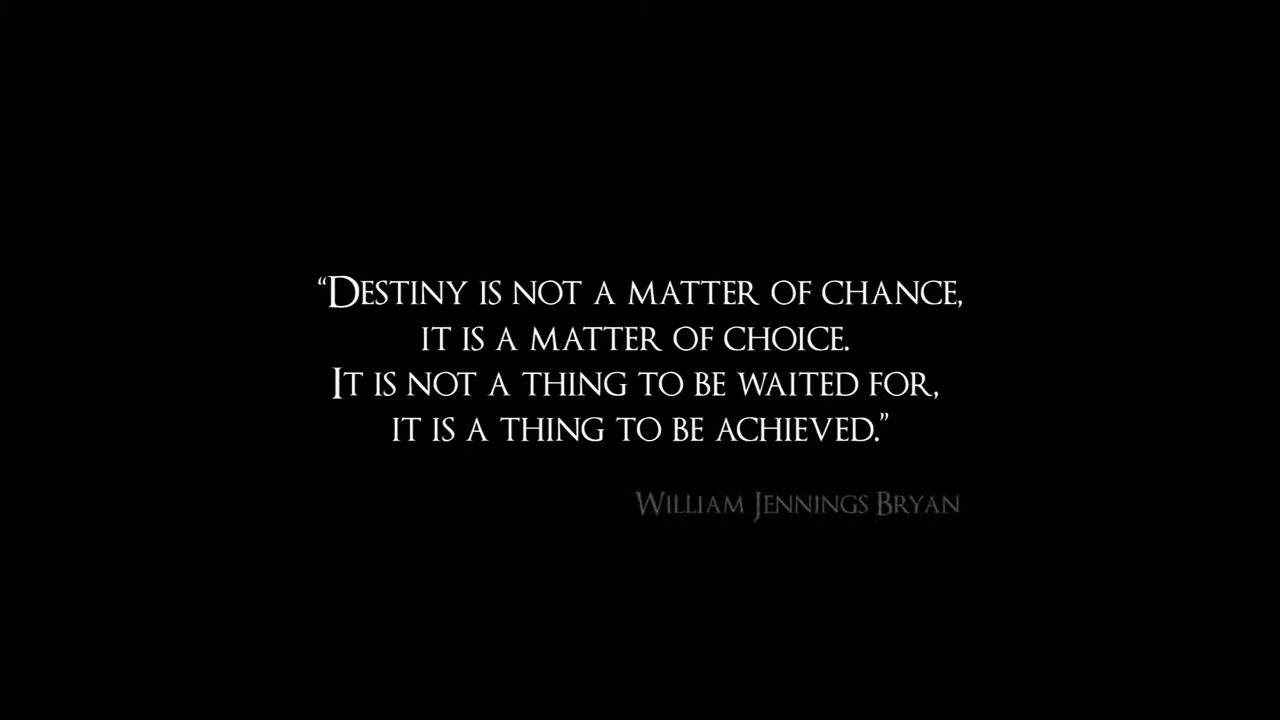 “Destiny is not a matter of chance,
it is a matter of choice.
It is not a thing to be waited for,
it is a thing to be achieved.”
William Jennings Bryan